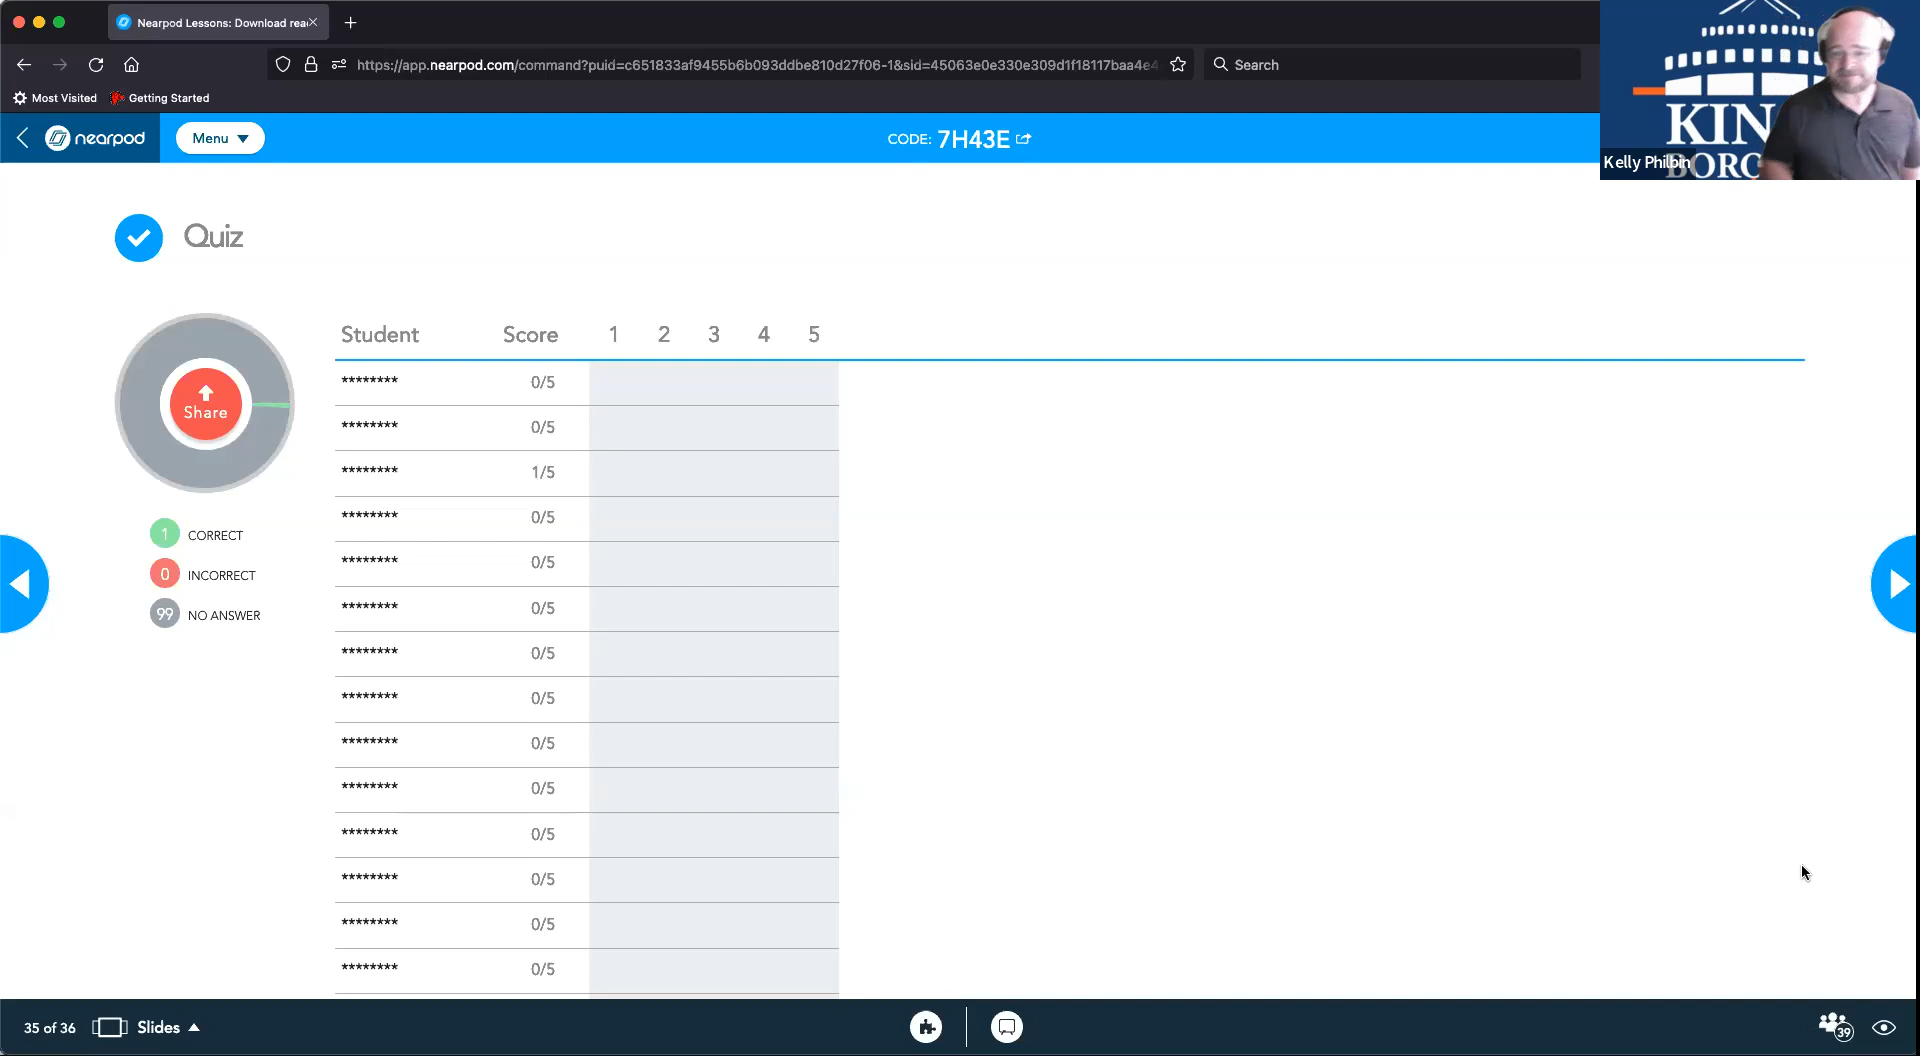 Nearpod Lessons: Download rea
https://app.nearpod.com/command?puid=c651833af9455b6b093ddbe810d27f06-1&sid=45063e0e330e309d1f18117baa4e4
Search
Most Visited
Getting Started
nearpod
Menu
CODE: 7H43E
KIN
BORO
Kelly Philbin
Quiz
Share
1 CORRECT
0 INCORRECT
99 NO ANSWER
Student Score 1 2 3 4 5
******** 0/5
******** 0/5
******** 1/5
******** 0/5
******** 0/5
******** 0/5
******** 0/5
******** 0/5
******** 0/5
******** 0/5
******** 0/5
******** 0/5
******** 0/5
******** 0/5
35 of 36
Slides
39